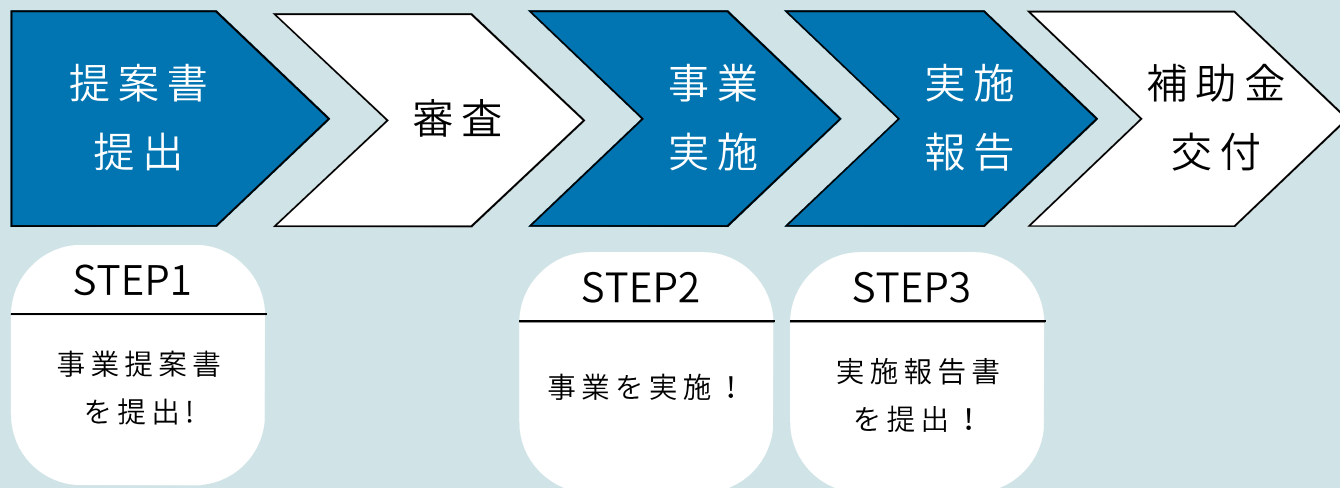 提案書
提出
審査
事業
実施
実施
報告
補助金
交付
STEP1
事業提案書
を提出!
STEP2
事業を実施！
STEP3
実施報告書
を提出！